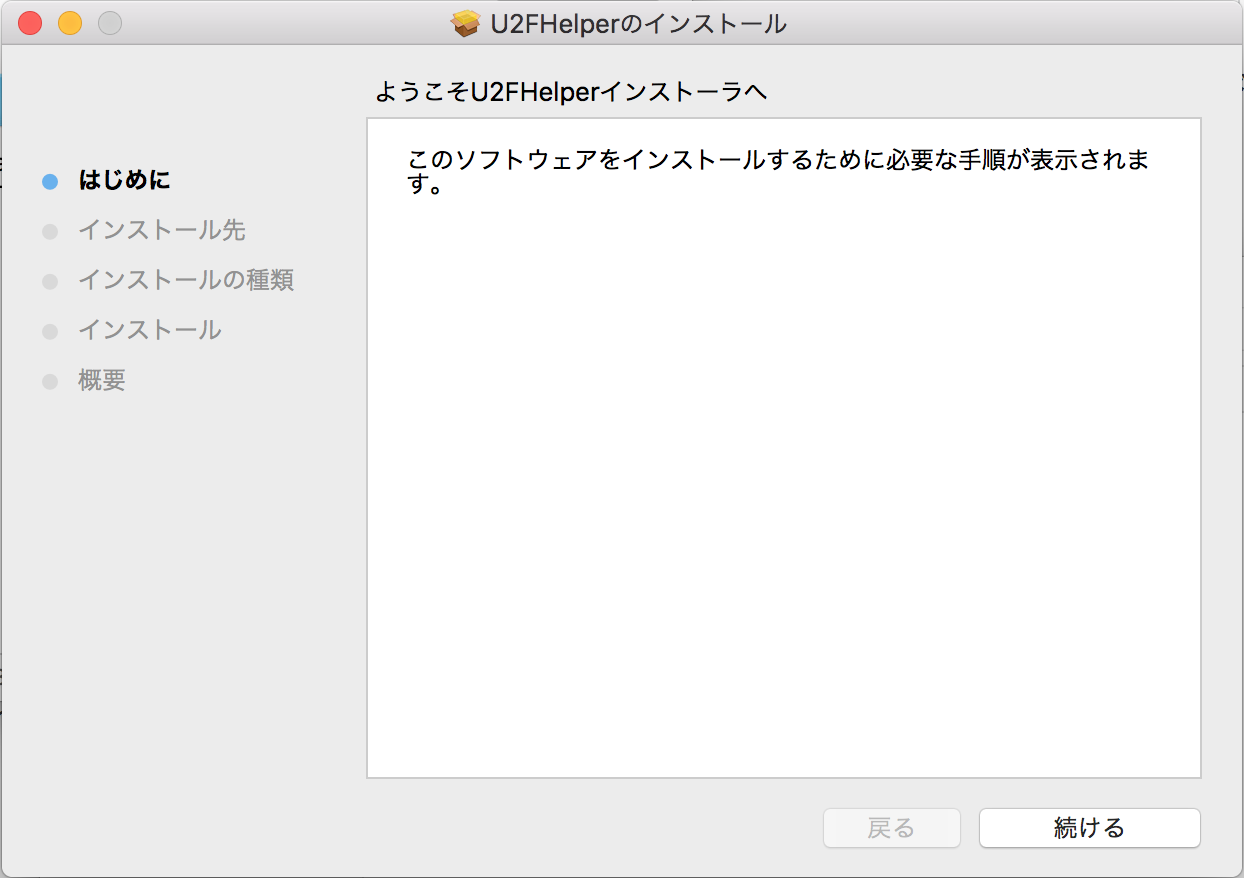 U2FHelperのインストール
ようこそU2FHelperインストーラへ
はじめに
インストール先
インストールの種類
インストール
概要
このソフトウェアをインストールするために必要な手順が表示されま
す。
戻る
続ける